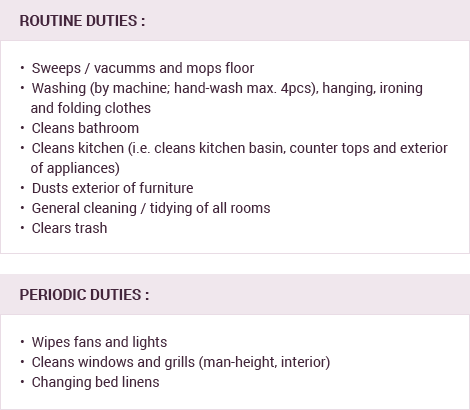 ROUTINE DUTIES :
• Sweeps / vacumms and mops floor
• Washing (by machine; hand-wash max. 4pcs), hanging, ironing
and folding clothes
• Cleans bathroom
• Cleans kitchen (i.e. cleans kitchen basin, counter tops and exterior
of appliances)
• Dusts exterior of furniture
• General cleaning / tidying of all rooms
• Clears trash
PERIODIC DUTIES :
• Wipes fans and lights
• Cleans windows and grills (man-height, interior)
• Changing bed linens